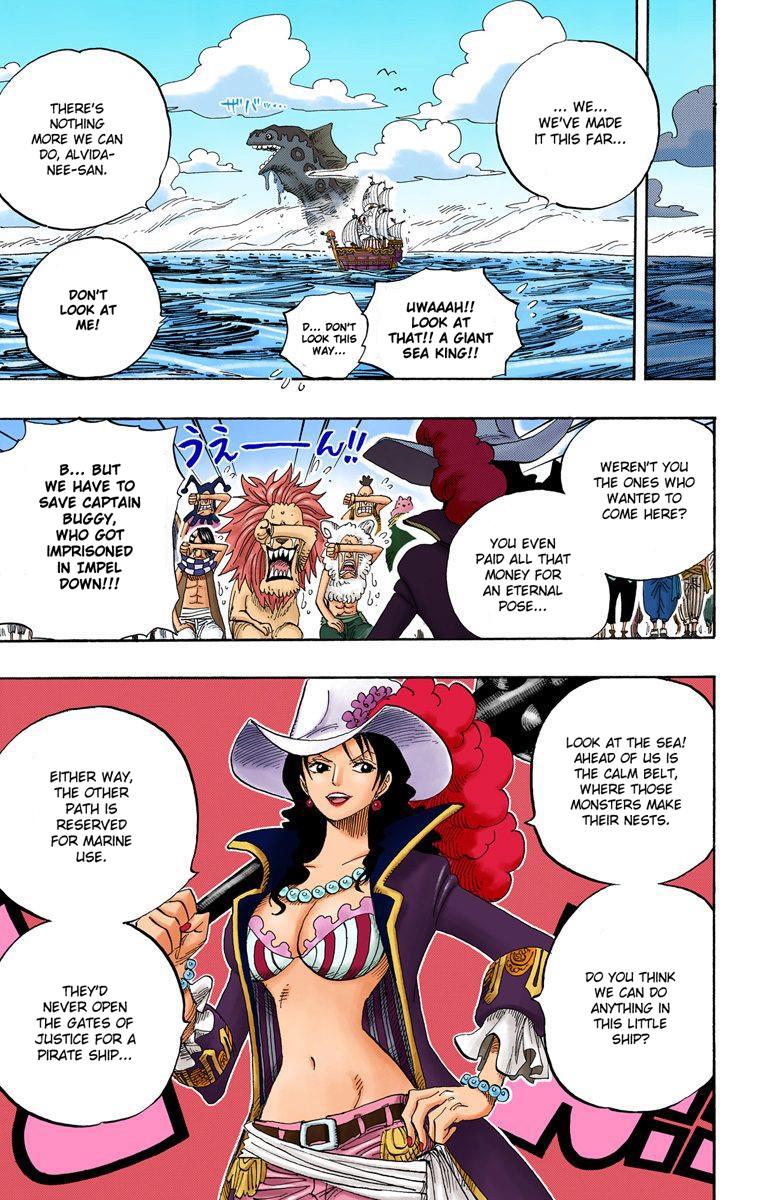 ... WE...
WE'VE MADE
IT THIS FAR...
THERE'S
NOTHING
MORE WE CAN
DO, ALVIDA-
NEE-SAN.
ザバッ...
UWAAAH!!
LOOK AT
THAT!! A GIANT
SEA KING!!
D... DON'T
LOOK THIS
WAY...
DON'T
LOOK AT
ME!
WEREN'T YOU
THE ONES WHO
WANTED TO
COME HERE?
YOU EVEN
PAID ALL THAT
MONEY FOR
AN ETERNAL
POSE...
うえーーん!!
B... BUT
WE HAVE TO
SAVE CAPTAIN
BUGGY,
WHO GOT
IMPRISONED
IN IMPEL
DOWN!!!
LOOK AT THE SEA!
AHEAD OF US IS
THE CALM BELT,
WHERE THOSE
MONSTERS MAKE
THEIR NESTS.
DO YOU THINK
WE CAN DO
ANYTHING IN
THIS LITTLE
SHIP?
EITHER WAY,
THE OTHER
PATH IS
RESERVED
FOR MARINE
USE.
THEY'D
NEVER OPEN
THE GATES OF
JUSTICE FOR A
PIRATE SHIP...